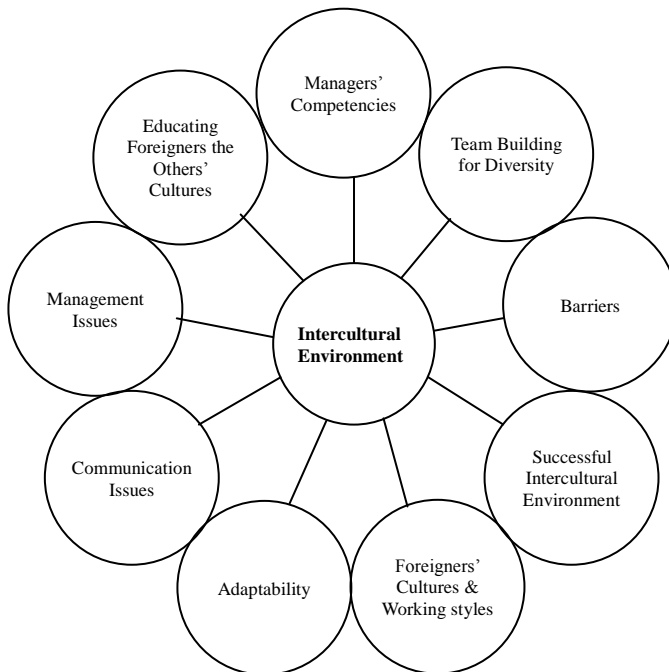 Managers’
Competencies
Team Building
for Diversity
Barriers
Successful
Intercultural
Environment
Foreigners’
Cultures &
Working styles
Adaptability
Communication
Issues
Management
Issues
Educating
Foreigners the
Others’
Cultures
Intercultural
Environment